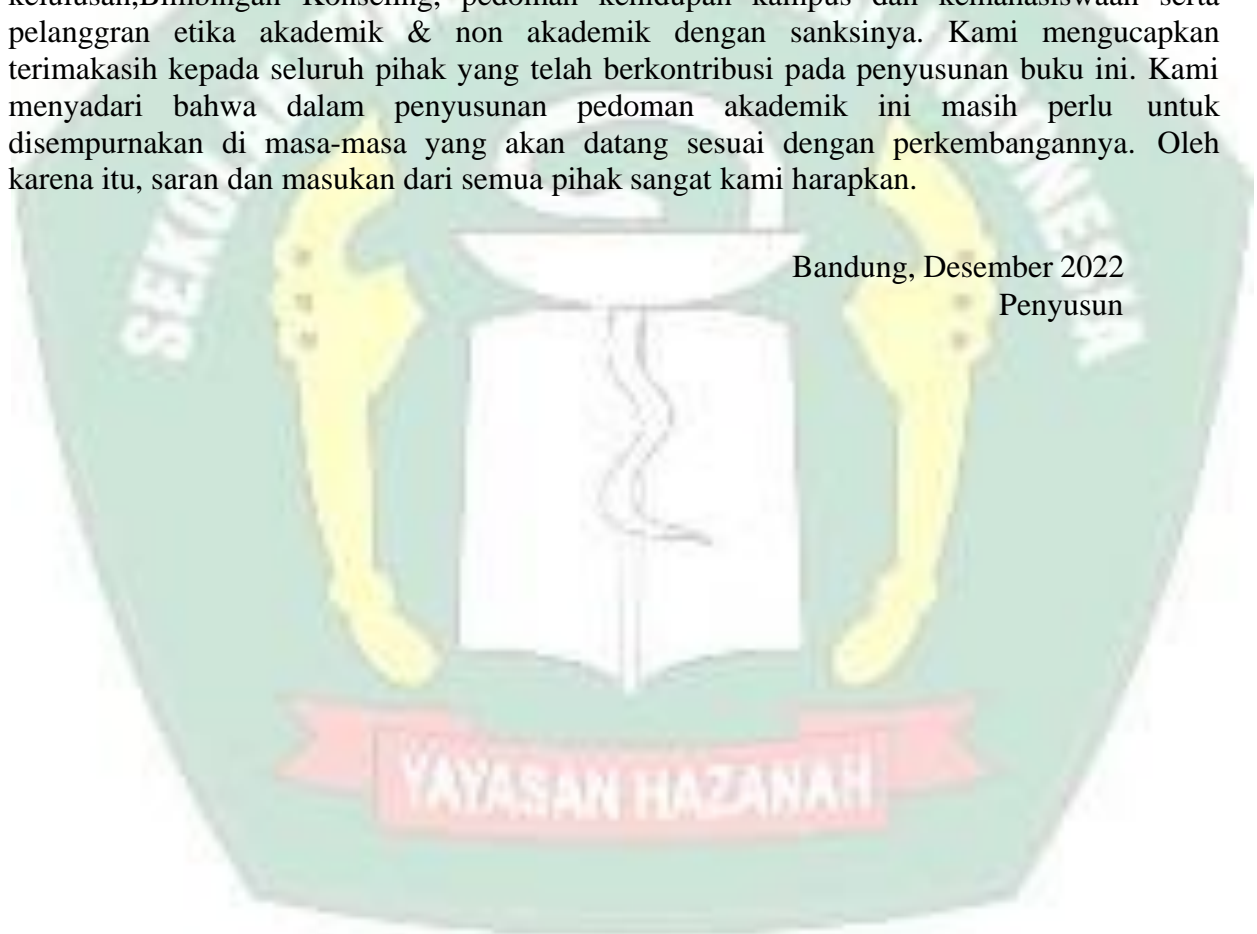 kelulusan,Bimbingan Konseling, pedoman kehidupan kampus dan kemahasiswaan serta
pelanggran etika akademik & non akademik dengan sanksinya. Kami mengucapkan
terimakasih kepada seluruh pihak yang telah berkontribusi pada penyusunan buku ini. Kami
menyadari bahwa dalam penyusunan pedoman akademik ini masih perlu untuk
disempurnakan di masa-masa yang akan datang sesuai dengan perkembangannya. Oleh
karena itu, saran dan masukan dari semua pihak sangat kami harapkan.
Bandung, Desember 2022
Penyusun
YAYASAN HAZANAH